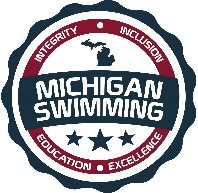 INTEGRITY • INCLUSION
MICHIGAN
SWIMMING
EDUCATION • EXCELLENCE